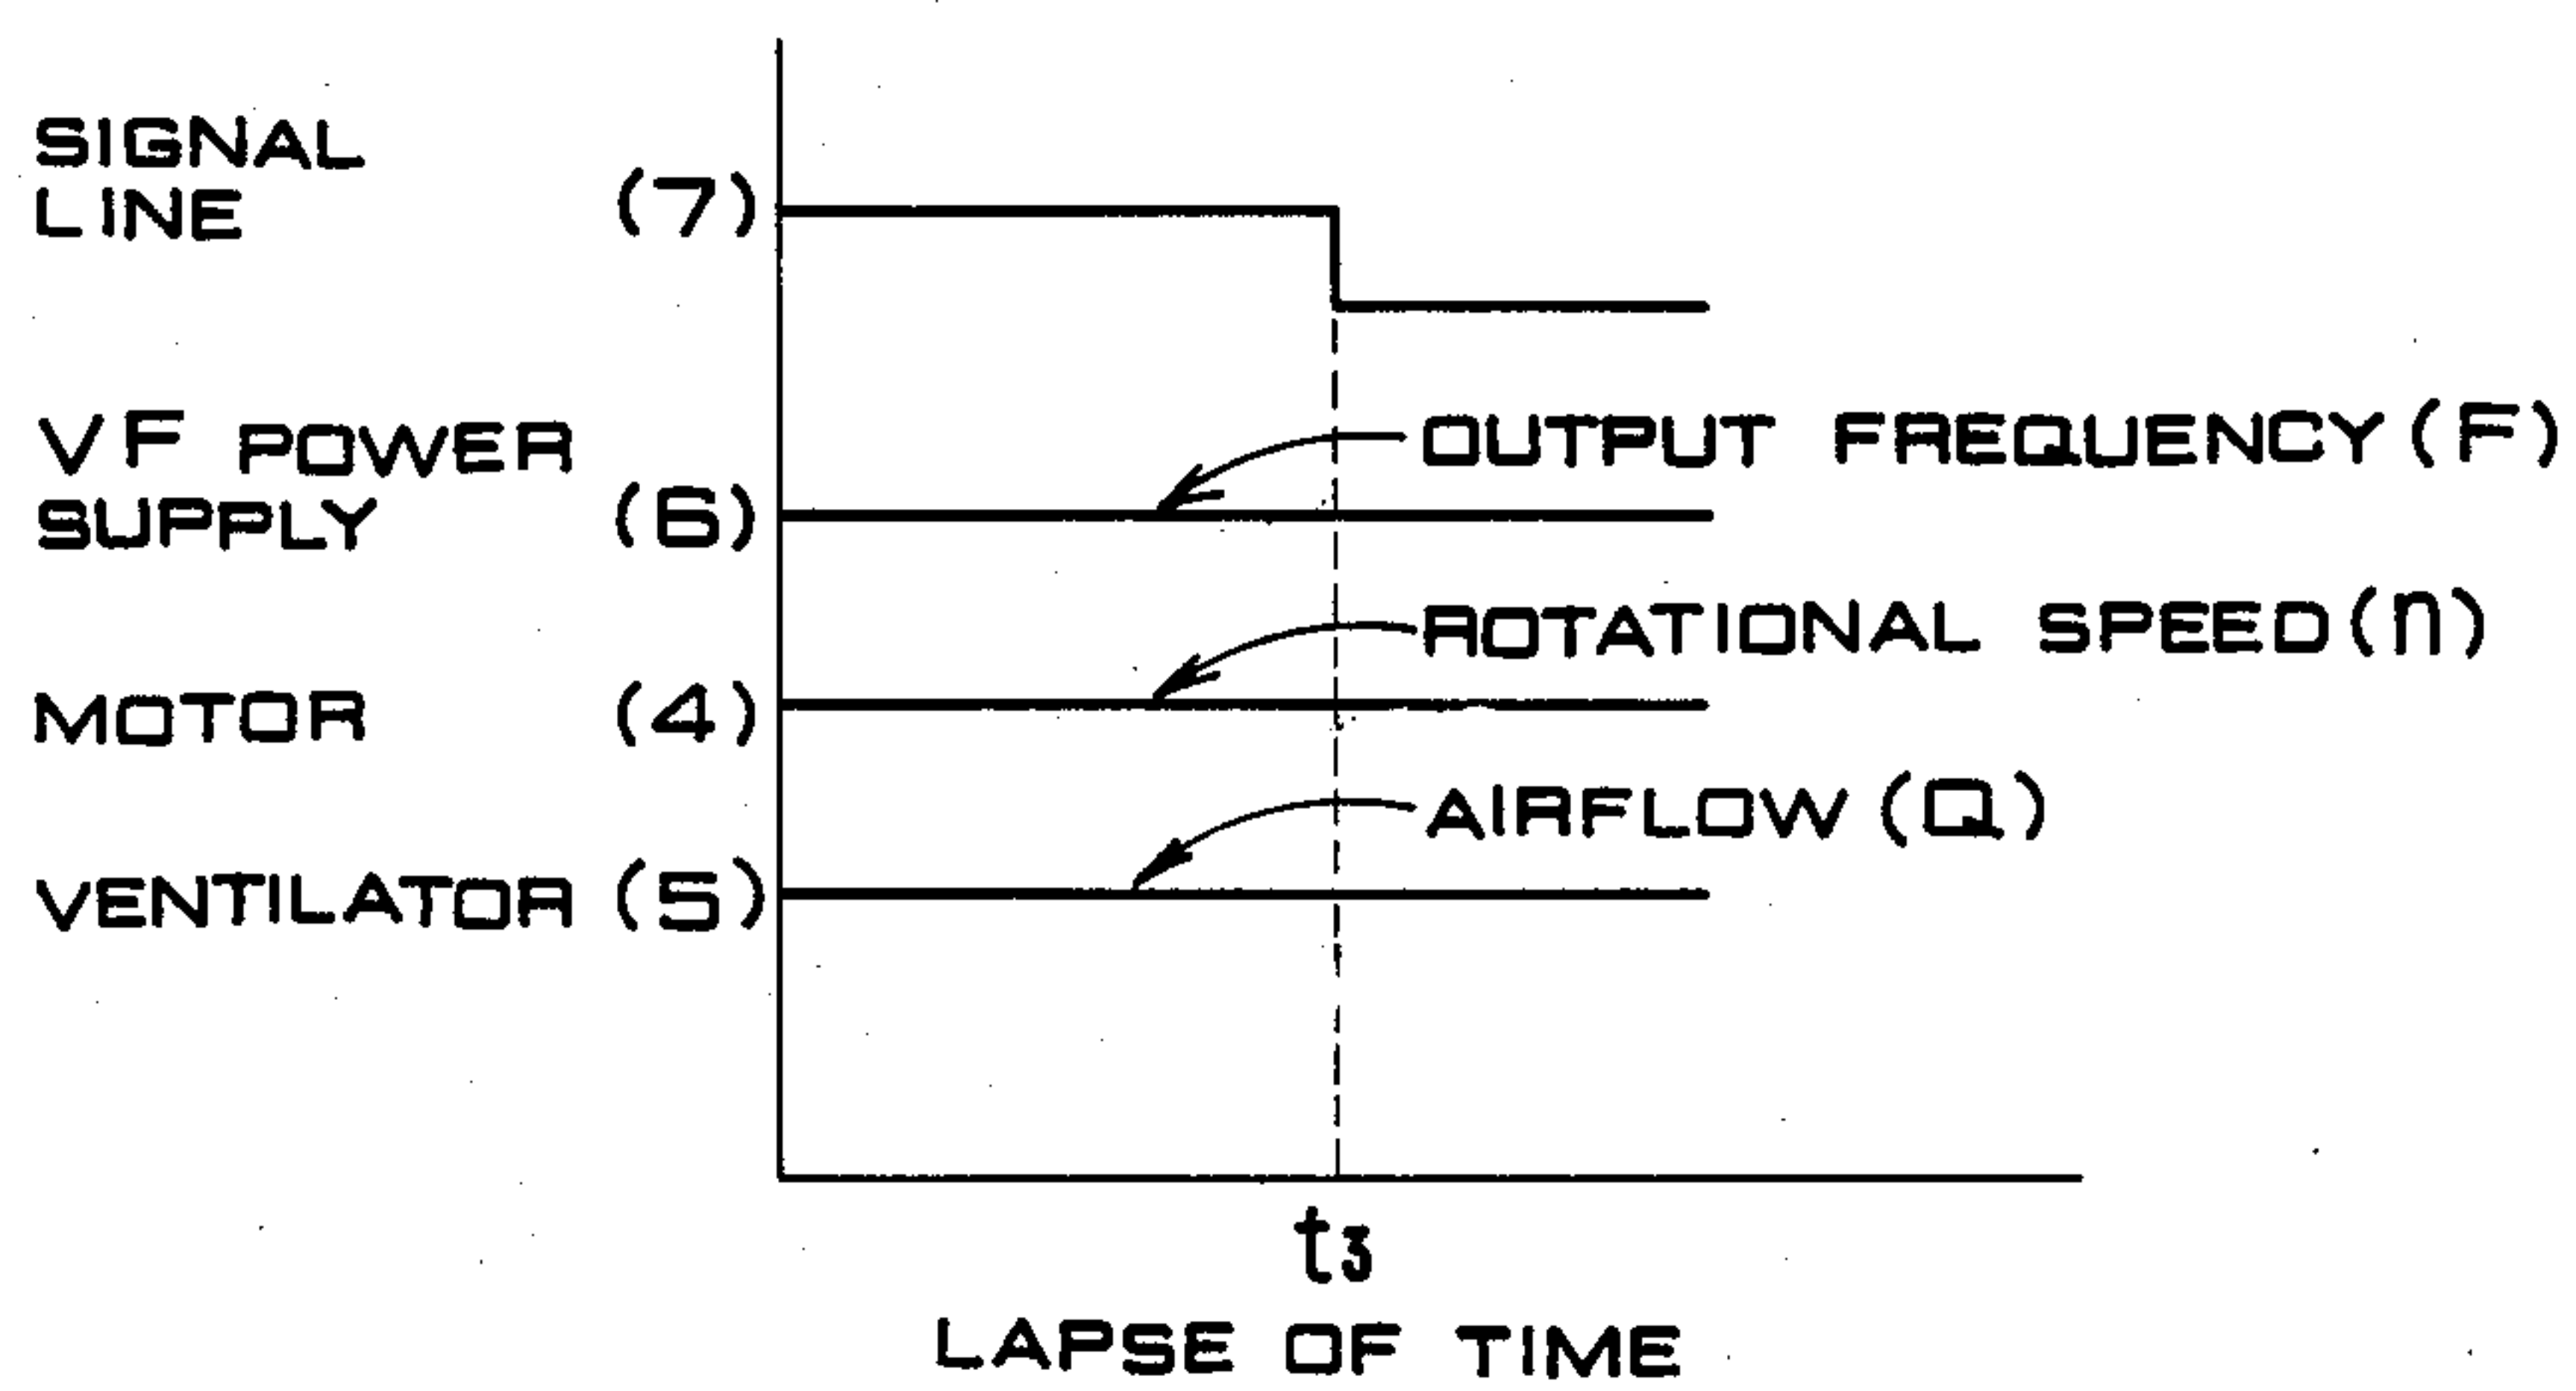 SIGNAL
LINE (7)
VF POWER
SUPPLY (6)
OUTPUT FREQUENCY (F)
ROTATIONAL SPEED (n)
MOTOR (4)
AIRFLOW (Q)
VENTILATOR (5)
t3
LAPSE OF TIME